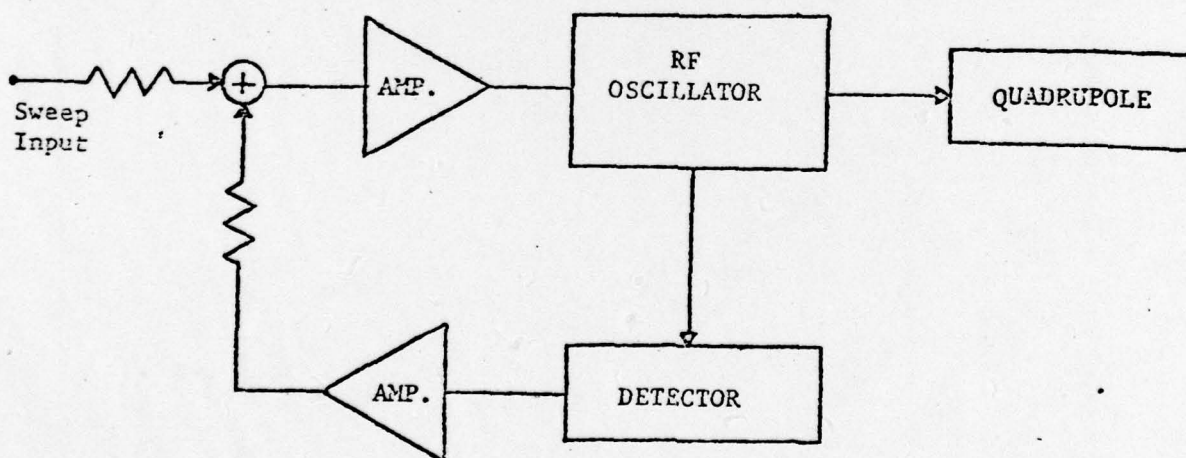 RF
OSCILLATOR
AMP.
QUADRUPOLE
Sweep
Input
+
AMP.
DETECTOR